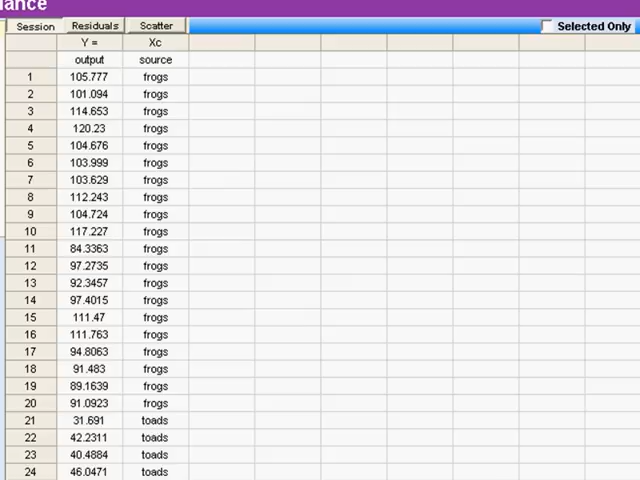 lance
Session Residuals Scatter Selected Only
Y = Xc
output source
1 105.777 frogs
2 101.094 frogs
3 114.653 frogs
4 120.23 frogs
5 104.676 frogs
6 103.999 frogs
7 103.629 frogs
8 112.243 frogs
9 104.724 frogs
10 117.227 frogs
11 84.3363 frogs
12 97.2735 frogs
13 92.3457 frogs
14 97.4015 frogs
15 111.47 frogs
16 111.763 frogs
17 94.8063 frogs
18 91.483 frogs
19 89.1639 frogs
20 91.0923 frogs
21 31.691 toads
22 42.2311 toads
23 40.4884 toads
24 46.0471 toads